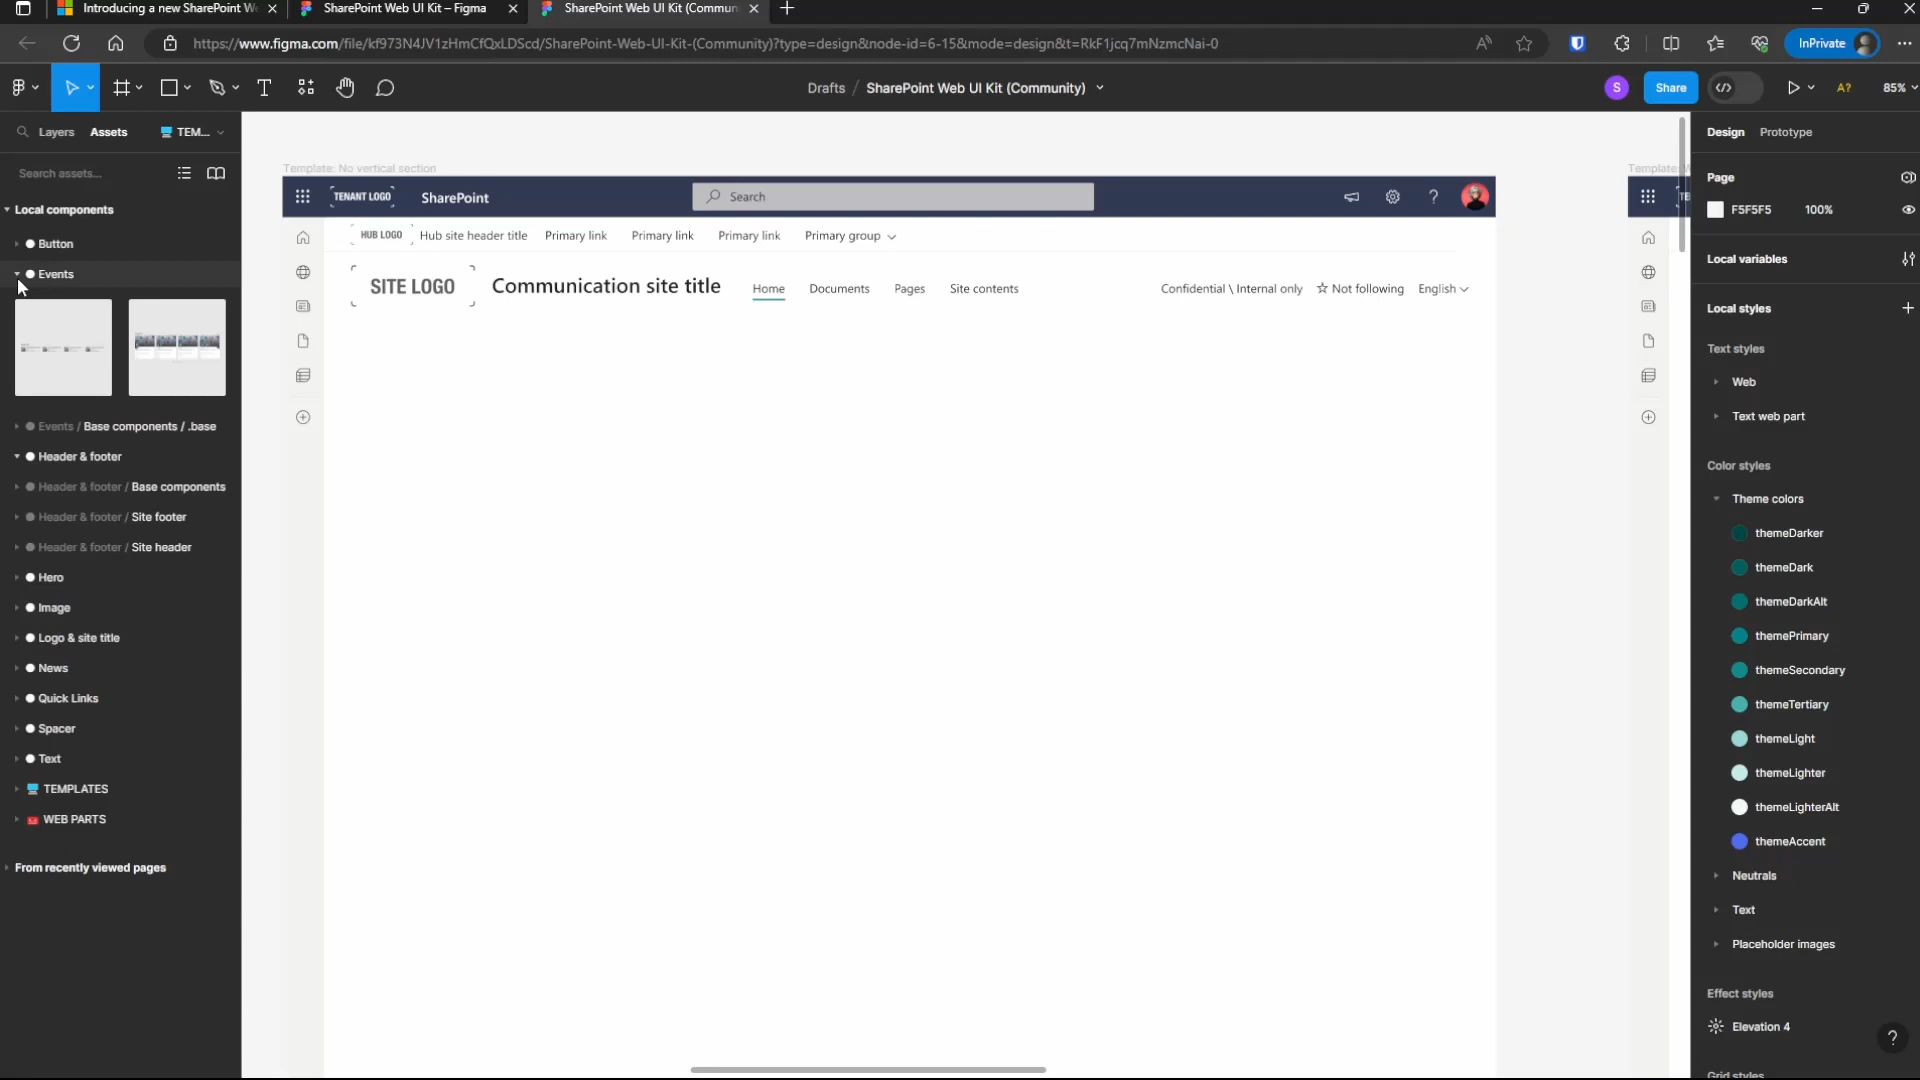 Introducing a new SharePoint W
SharePoint Web UI Kit – Figma
SharePoint Web UI Kit (Commun
https://www.figma.com/file/kf973N4JV1zHmCfQxLDScd/SharePoint-Web-UI-Kit-(Community)?type=design&node-id=6-15&mode=design&t=RkF1jcq7mNzmcNai-0
InPrivate
Drafts / SharePoint Web UI Kit (Community)
S
Share
A?
85%
Layers
Assets
TEM...
Search assets...
Local components
Button
Events
Events / Base components / .base
Header & footer
Header & footer / Base components
Header & footer / Site footer
Header & footer / Site header
Hero
Image
Logo & site title
News
Quick Links
Spacer
Text
TEMPLATES
WEB PARTS
From recently viewed pages
Template: No vertical section
TENANT LOGO
SharePoint
Search
?
HUB LOGO
Hub site header title
Primary link
Primary link
Primary link
Primary group
SITE LOGO
Communication site title
Home
Documents
Pages
Site contents
Confidential \ Internal only
Not following
English
Template:
TE
Design
Prototype
Page
F5F5F5
100%
Local variables
Local styles
Text styles
Web
Text web part
Color styles
Theme colors
themeDarker
themeDark
themeDarkAlt
themePrimary
themeSecondary
themeTertiary
themeLight
themeLighter
themeLighterAlt
themeAccent
Neutrals
Text
Placeholder images
Effect styles
Elevation 4
?
Grid styles